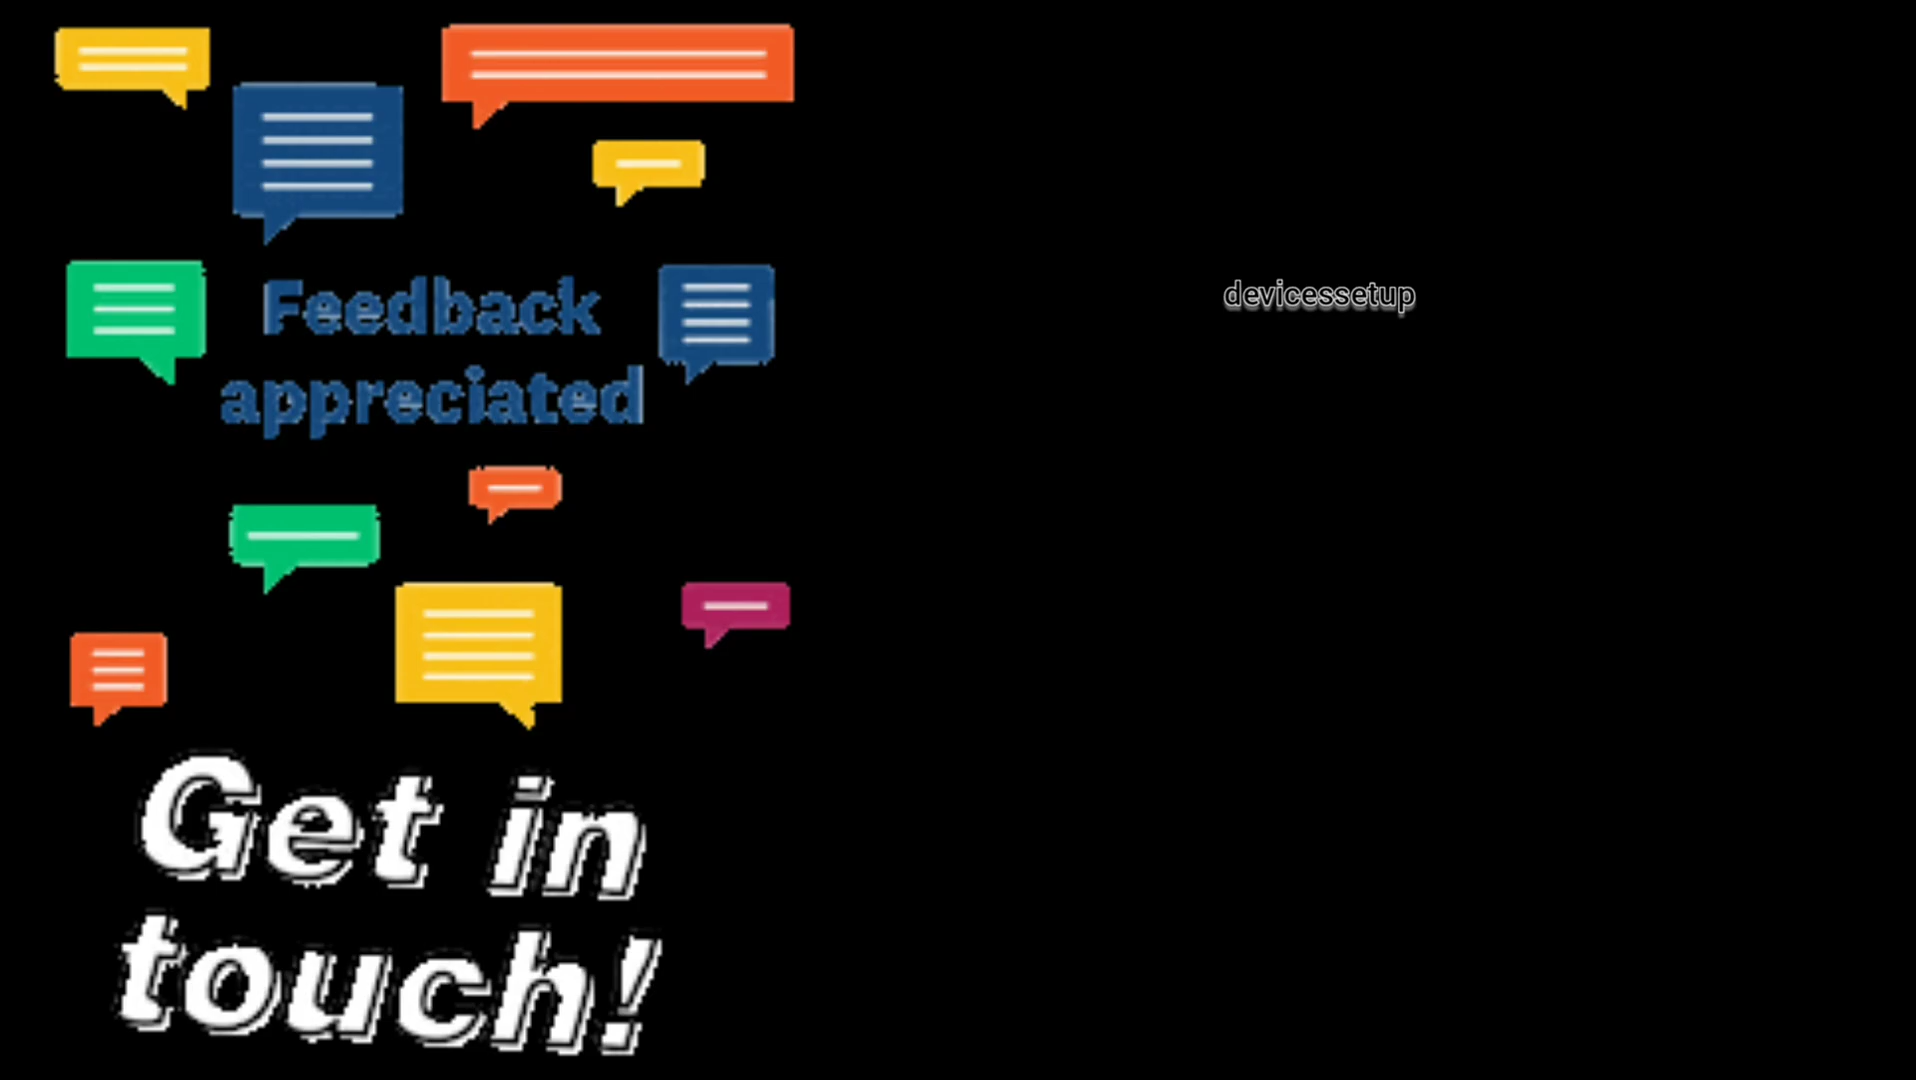 Feedback
appreciated
Get in
touch!
devicessetup